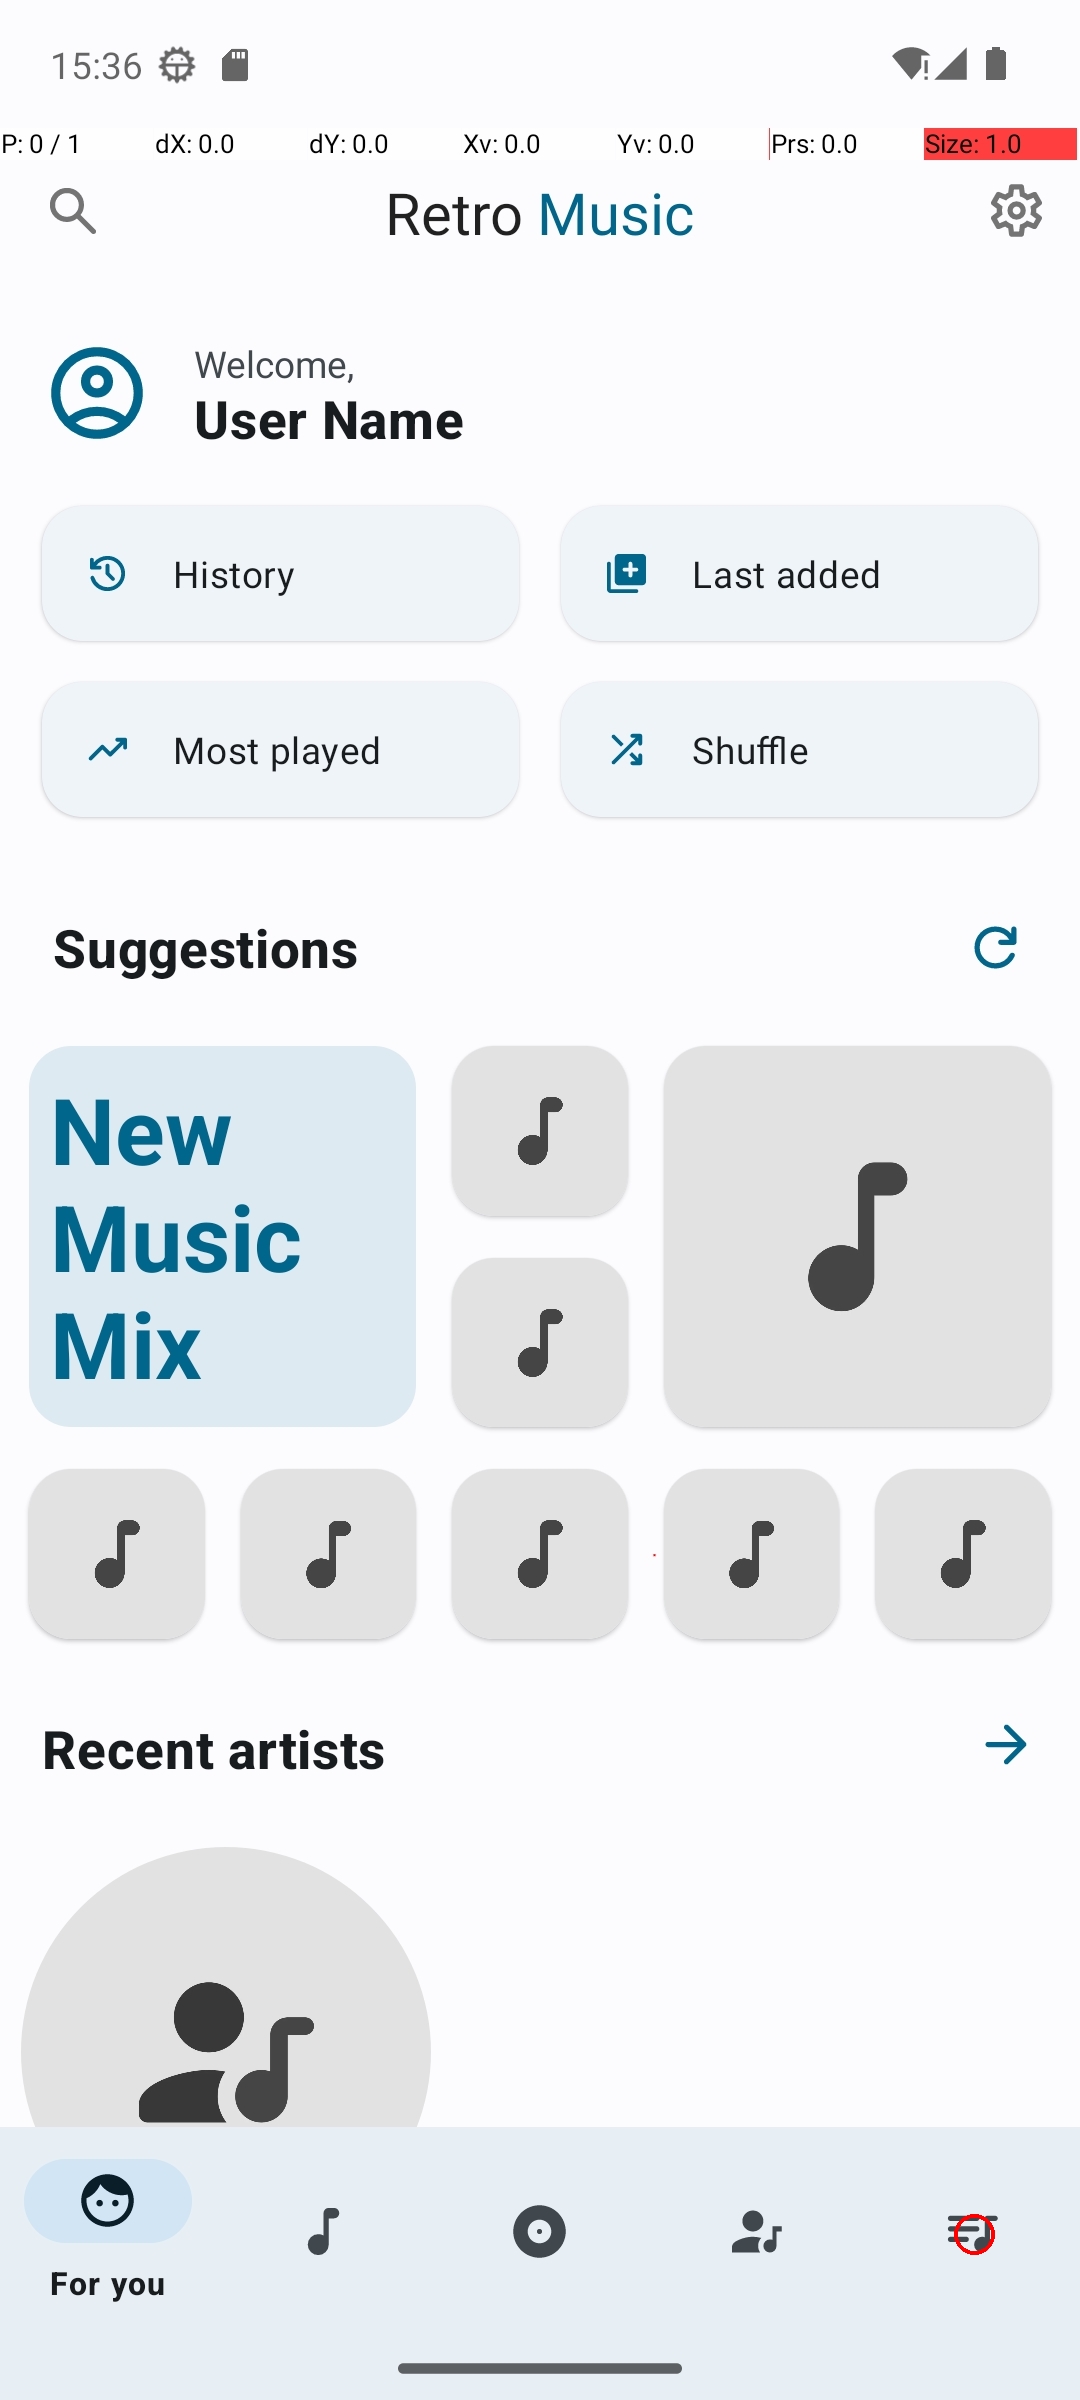 15:36
P: 0 / 1 dX: 0.0 dY: 0.0 Xv: 0.0 Yv: 0.0 Prs: 0.0 Size: 1.0
Retro Music
Welcome,
User Name
History
Last added
Most played
Shuffle
Suggestions
New
Music
Mix
Recent artists
For you